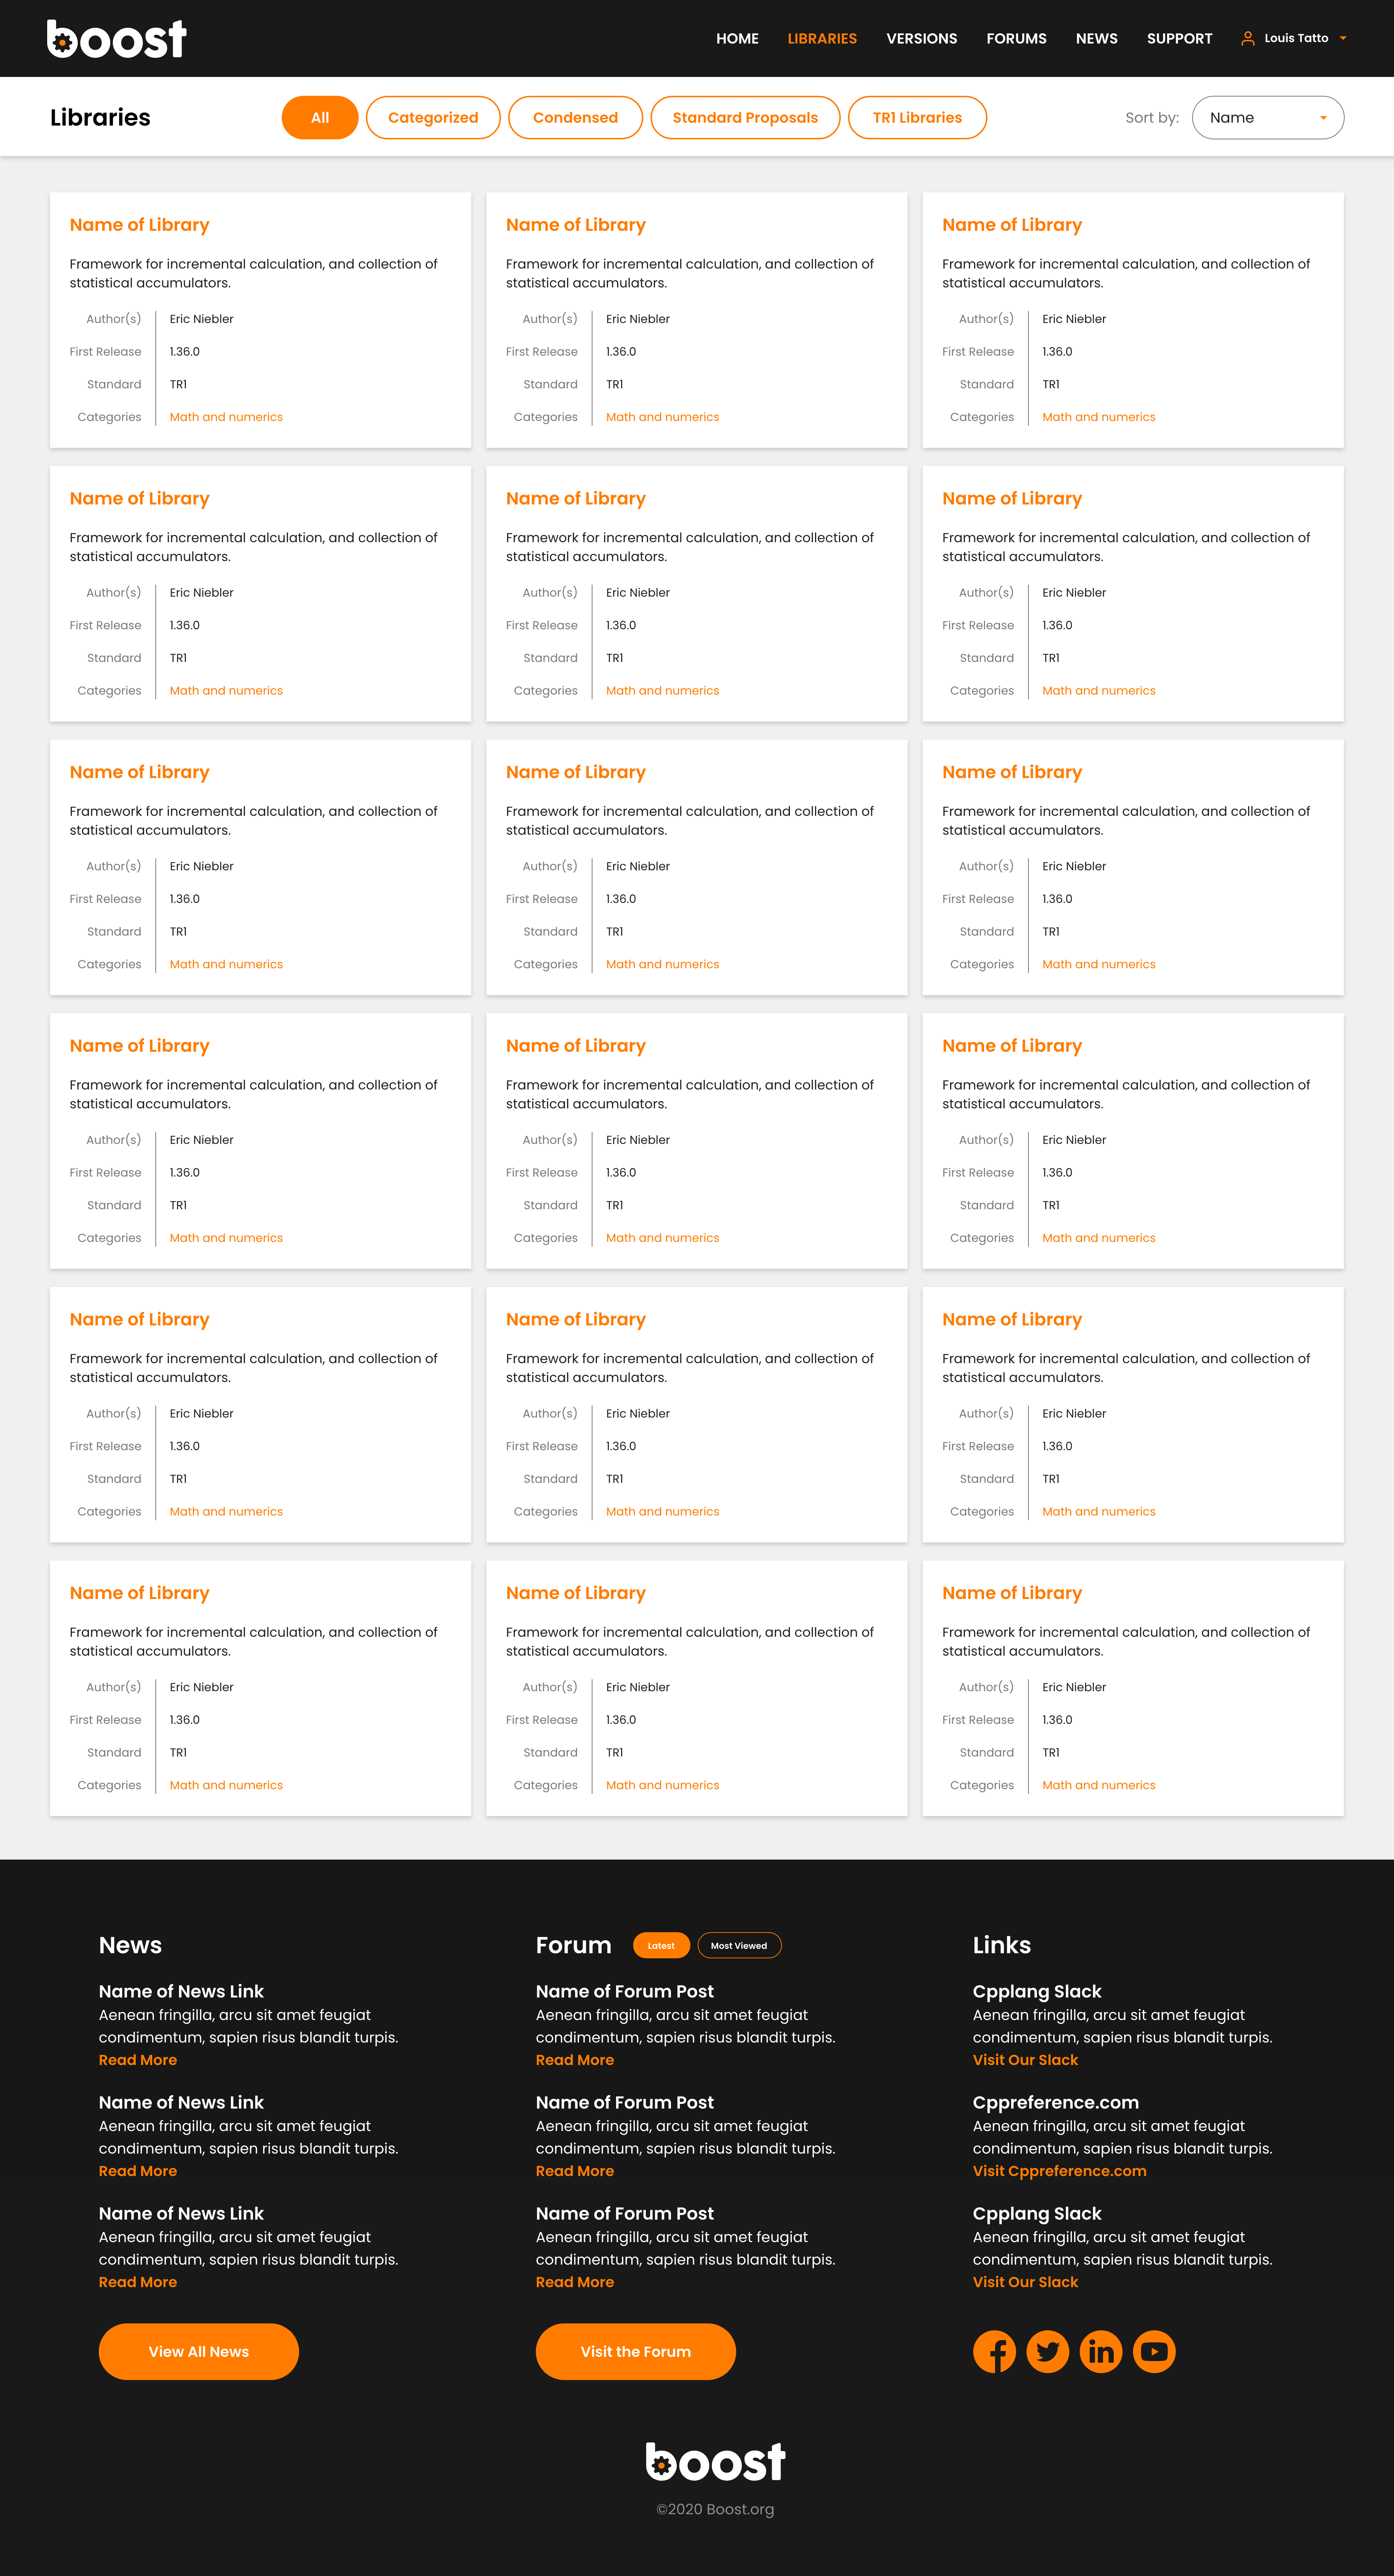 boost
HOME LIBRARIES VERSIONS FORUMS NEWS SUPPORT Louis Tatto
Libraries All Categorized Condensed Standard Proposals TR1 Libraries Sort by: Name
Name of Library Name of Library Name of Library
Framework for incremental calculation, and collection of Framework for incremental calculation, and collection of Framework for incremental calculation, and collection of
statistical accumulators. statistical accumulators. statistical accumulators.
Author(s) Eric Niebler Author(s) Eric Niebler Author(s) Eric Niebler
First Release 1.36.0 First Release 1.36.0 First Release 1.36.0
Standard TR1 Standard TR1 Standard TR1
Categories Math and numerics Categories Math and numerics Categories Math and numerics
Name of Library Name of Library Name of Library
Framework for incremental calculation, and collection of Framework for incremental calculation, and collection of Framework for incremental calculation, and collection of
statistical accumulators. statistical accumulators. statistical accumulators.
Author(s) Eric Niebler Author(s) Eric Niebler Author(s) Eric Niebler
First Release 1.36.0 First Release 1.36.0 First Release 1.36.0
Standard TR1 Standard TR1 Standard TR1
Categories Math and numerics Categories Math and numerics Categories Math and numerics
Name of Library Name of Library Name of Library
Framework for incremental calculation, and collection of Framework for incremental calculation, and collection of Framework for incremental calculation, and collection of
statistical accumulators. statistical accumulators. statistical accumulators.
Author(s) Eric Niebler Author(s) Eric Niebler Author(s) Eric Niebler
First Release 1.36.0 First Release 1.36.0 First Release 1.36.0
Standard TR1 Standard TR1 Standard TR1
Categories Math and numerics Categories Math and numerics Categories Math and numerics
Name of Library Name of Library Name of Library
Framework for incremental calculation, and collection of Framework for incremental calculation, and collection of Framework for incremental calculation, and collection of
statistical accumulators. statistical accumulators. statistical accumulators.
Author(s) Eric Niebler Author(s) Eric Niebler Author(s) Eric Niebler
First Release 1.36.0 First Release 1.36.0 First Release 1.36.0
Standard TR1 Standard TR1 Standard TR1
Categories Math and numerics Categories Math and numerics Categories Math and numerics
Name of Library Name of Library Name of Library
Framework for incremental calculation, and collection of Framework for incremental calculation, and collection of Framework for incremental calculation, and collection of
statistical accumulators. statistical accumulators. statistical accumulators.
Author(s) Eric Niebler Author(s) Eric Niebler Author(s) Eric Niebler
First Release 1.36.0 First Release 1.36.0 First Release 1.36.0
Standard TR1 Standard TR1 Standard TR1
Categories Math and numerics Categories Math and numerics Categories Math and numerics
Name of Library Name of Library Name of Library
Framework for incremental calculation, and collection of Framework for incremental calculation, and collection of Framework for incremental calculation, and collection of
statistical accumulators. statistical accumulators. statistical accumulators.
Author(s) Eric Niebler Author(s) Eric Niebler Author(s) Eric Niebler
First Release 1.36.0 First Release 1.36.0 First Release 1.36.0
Standard TR1 Standard TR1 Standard TR1
Categories Math and numerics Categories Math and numerics Categories Math and numerics
News
Name of News Link
Aenean fringilla, arcu sit amet feugiat
condimentum, sapien risus blandit turpis.
Read More
Name of News Link
Aenean fringilla, arcu sit amet feugiat
condimentum, sapien risus blandit turpis.
Read More
Name of News Link
Aenean fringilla, arcu sit amet feugiat
condimentum, sapien risus blandit turpis.
Read More
View All News
Forum Latest Most Viewed
Name of Forum Post
Aenean fringilla, arcu sit amet feugiat
condimentum, sapien risus blandit turpis.
Read More
Name of Forum Post
Aenean fringilla, arcu sit amet feugiat
condimentum, sapien risus blandit turpis.
Read More
Name of Forum Post
Aenean fringilla, arcu sit amet feugiat
condimentum, sapien risus blandit turpis.
Read More
Visit the Forum
Links
Cpplang Slack
Aenean fringilla, arcu sit amet feugiat
condimentum, sapien risus blandit turpis.
Visit Our Slack
Cppreference.com
Aenean fringilla, arcu sit amet feugiat
condimentum, sapien risus blandit turpis.
Visit Cppreference.com
Cpplang Slack
Aenean fringilla, arcu sit amet feugiat
condimentum, sapien risus blandit turpis.
Visit Our Slack
boost
©2020 Boost.org